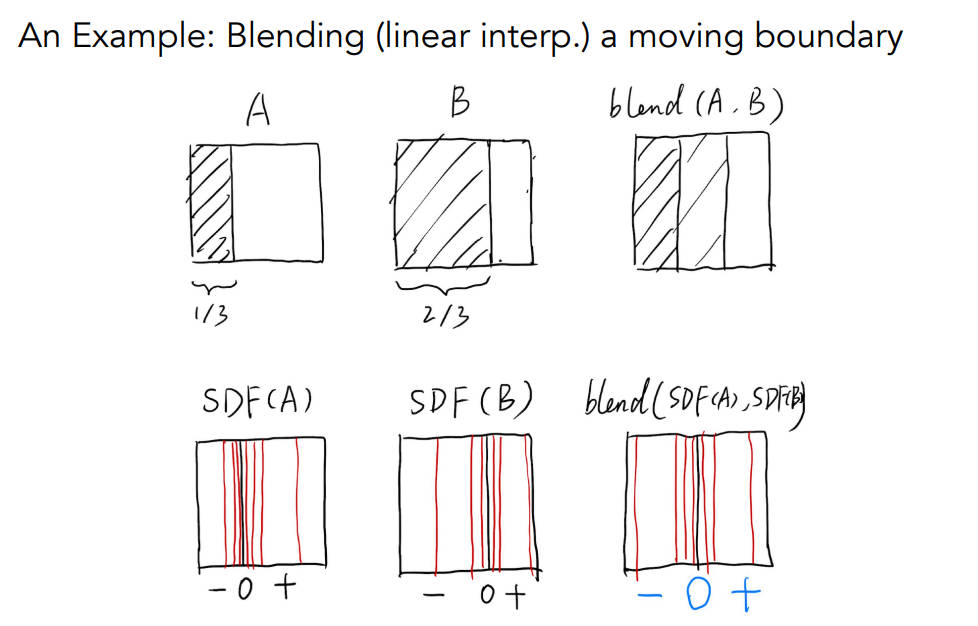 An Example: Blending (linear interp.) a moving boundary
A B blend (A, B)
1/3 2/3
SDF(A) SDF(B) blend(SDF(A), SDF(B))
- 0 + - 0 + - 0 +